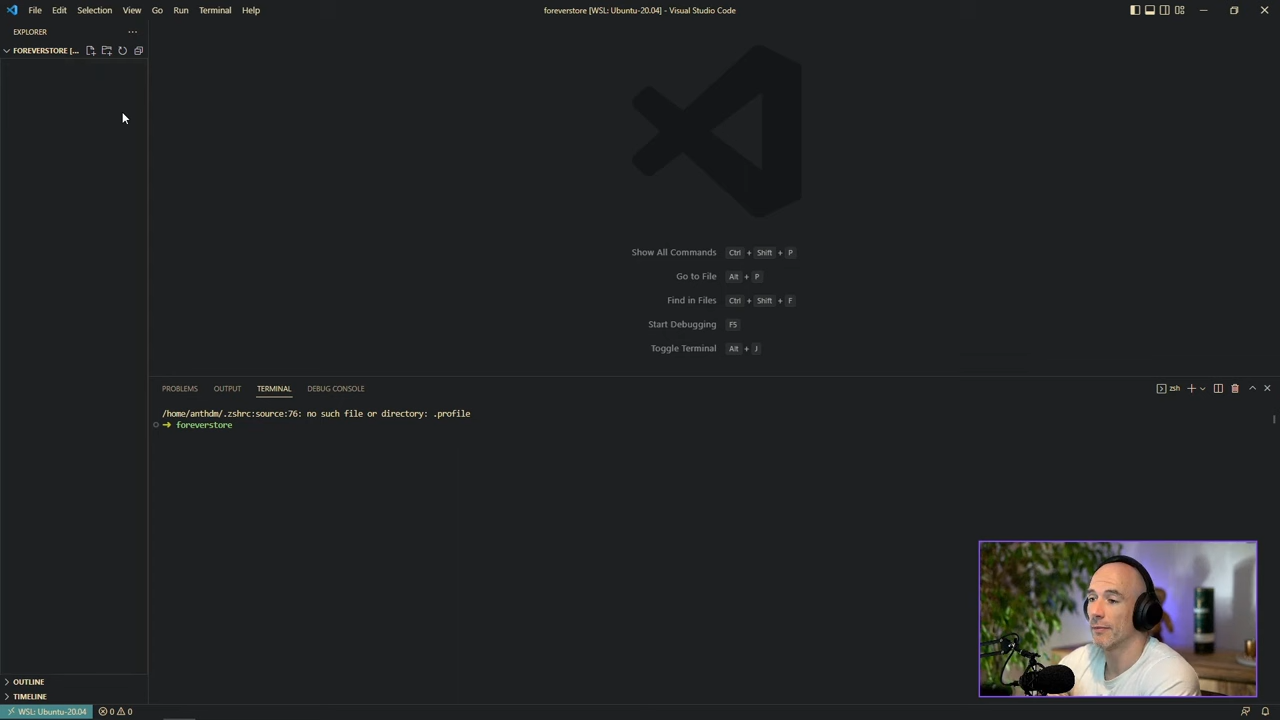 File Edit Selection View Go Run Terminal Help
foreverstore [WSL: Ubuntu-20.04] - Visual Studio Code
EXPLORER
FOREVERSTORE [...
Show All Commands Ctrl + Shift + P
Go to File Alt + P
Find in Files Ctrl + Shift + F
Start Debugging F5
Toggle Terminal Alt + J
PROBLEMS OUTPUT TERMINAL DEBUG CONSOLE
zsh
/home/anthdm/.zshrc:source:76: no such file or directory: .profile
➜ foreverstore
OUTLINE
TIMELINE
WSL: Ubuntu-20.04 0 0